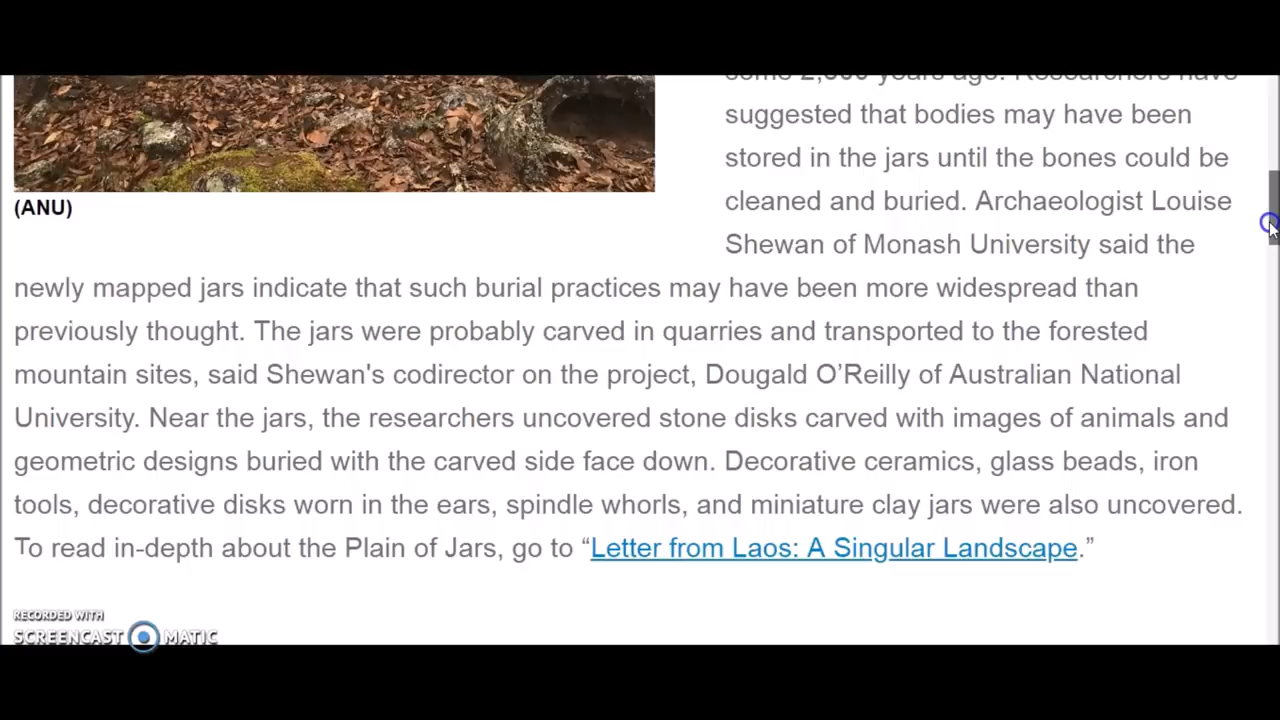 some 2,000 years ago. Researchers have
suggested that bodies may have been
stored in the jars until the bones could be
(ANU)
cleaned and buried. Archaeologist Louise
Shewan of Monash University said the
newly mapped jars indicate that such burial practices may have been more widespread than
previously thought. The jars were probably carved in quarries and transported to the forested
mountain sites, said Shewan's codirector on the project, Dougald O’Reilly of Australian National
University. Near the jars, the researchers uncovered stone disks carved with images of animals and
geometric designs buried with the carved side face down. Decorative ceramics, glass beads, iron
tools, decorative disks worn in the ears, spindle whorls, and miniature clay jars were also uncovered.
To read in-depth about the Plain of Jars, go to “Letter from Laos: A Singular Landscape.”
RECORDED WITH
SCREENCAST MATIC